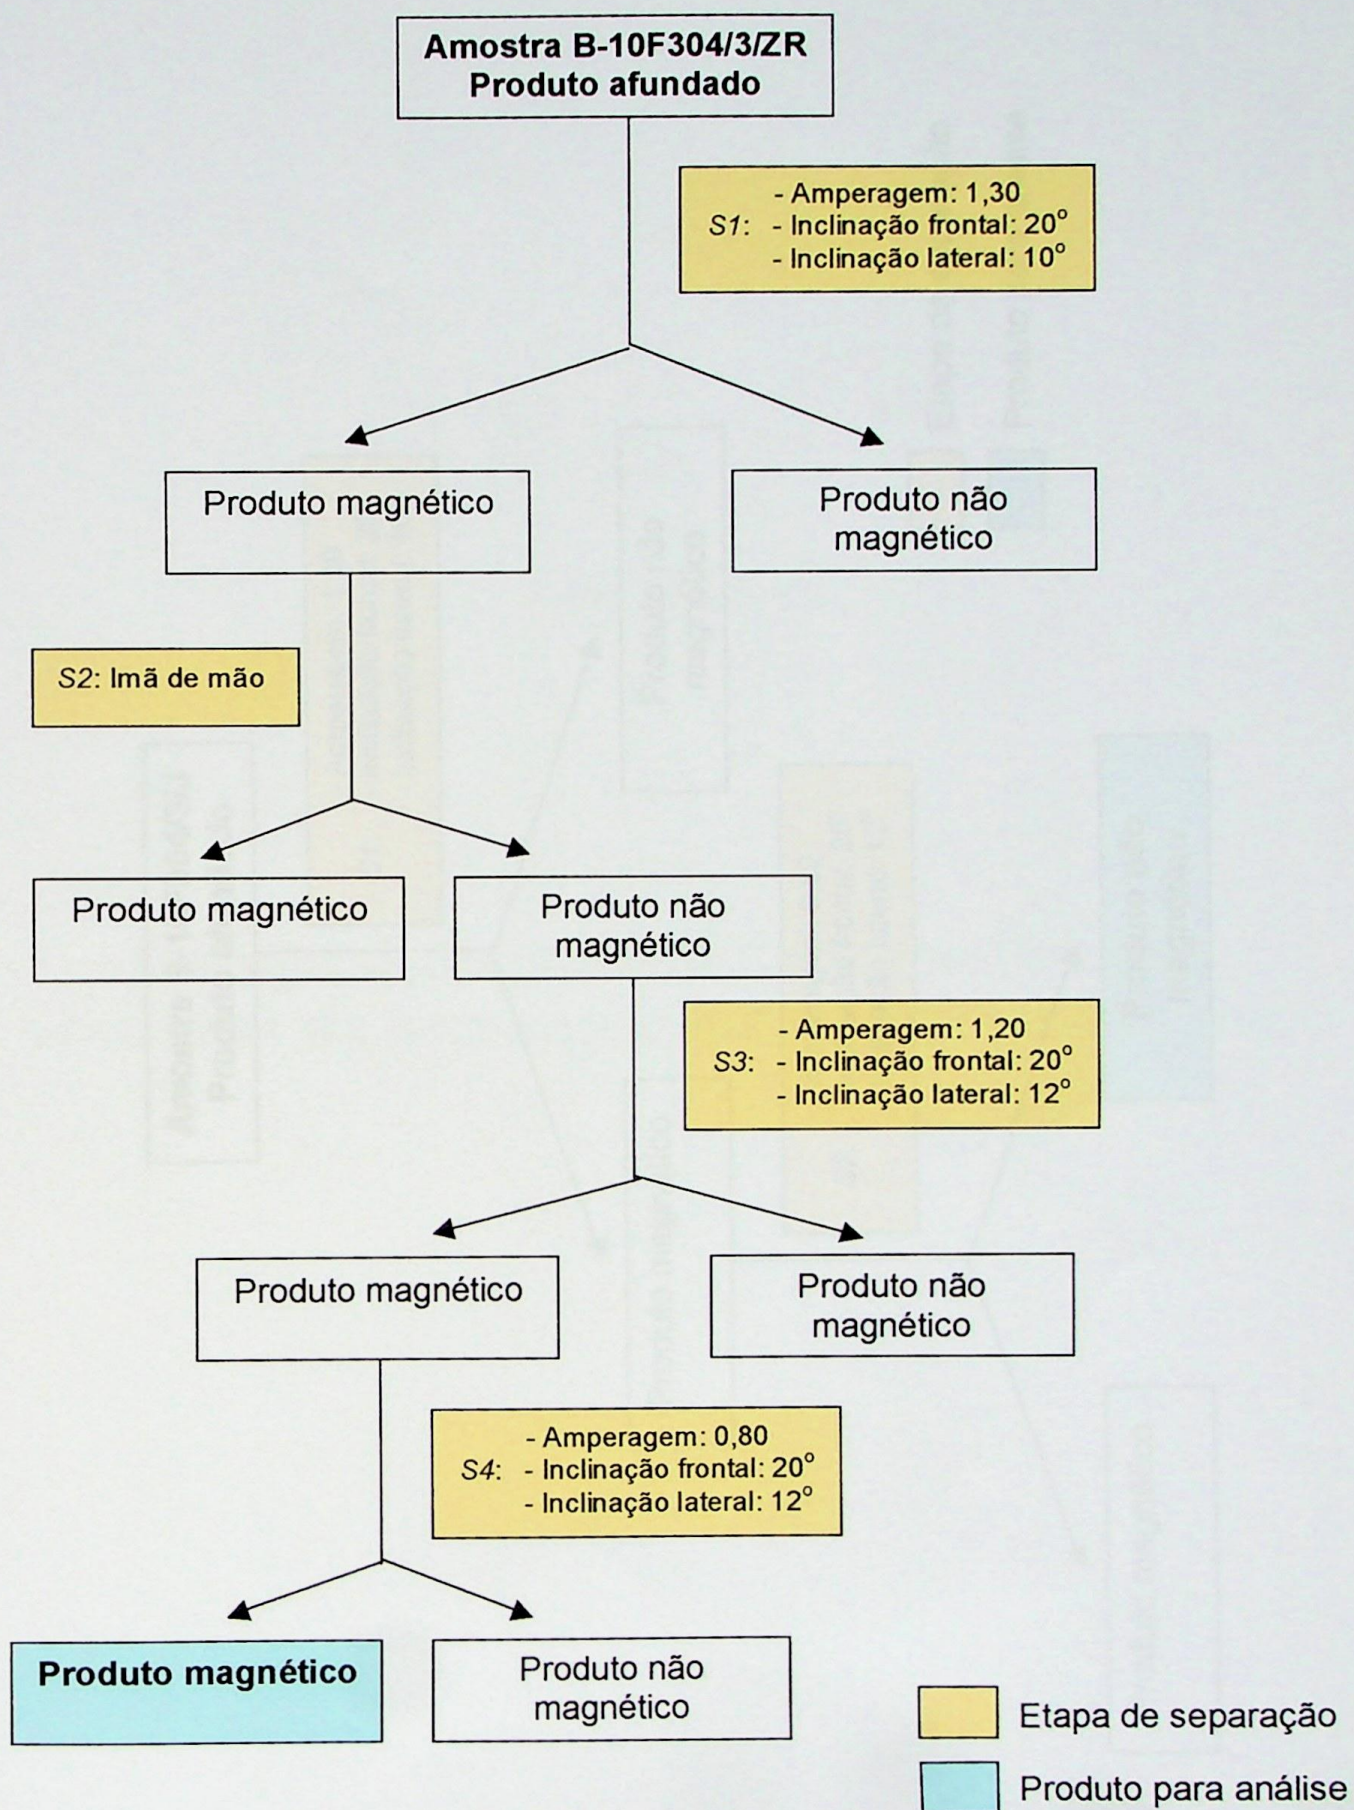 Amostra B-10F304/3/ZR
Produto afundado
- Amperagem: 1,30
S1: - Inclinação frontal: 20°
- Inclinação lateral: 10°
Produto magnético
Produto não
magnético
S2: Imã de mão
Produto magnético
Produto não
magnético
- Amperagem: 1,20
S3: - Inclinação frontal: 20°
- Inclinação lateral: 12°
Produto magnético
Produto não
magnético
- Amperagem: 0,80
S4: - Inclinação frontal: 20°
- Inclinação lateral: 12°
Produto magnético
Produto não
magnético
Etapa de separação
Produto para análise